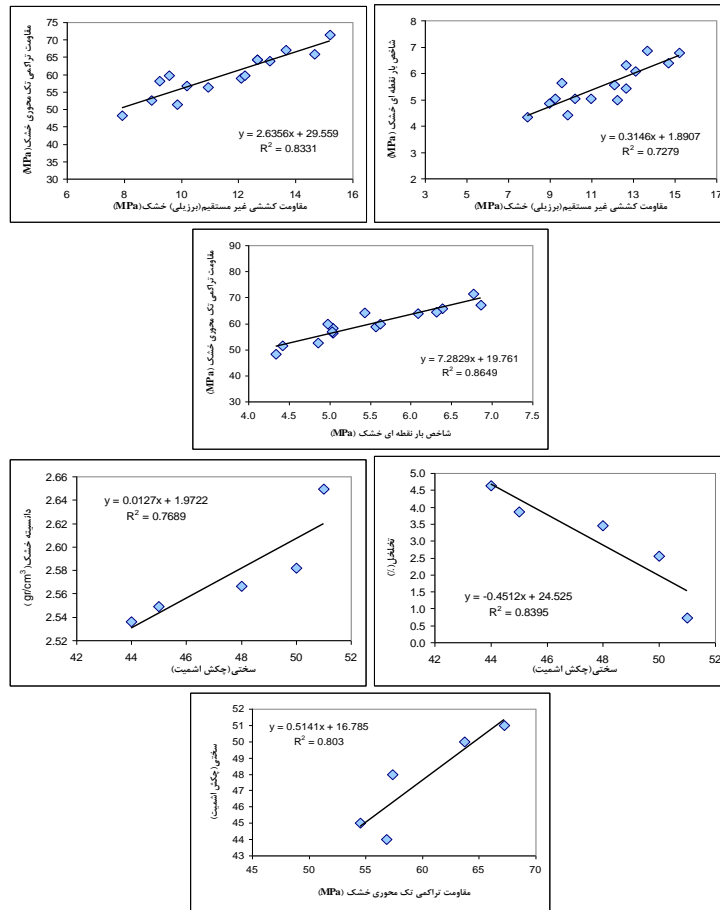 مقاومت تراکمی تک محوری خشک(MPa)
75
70
65
60
55
50
45
40
35
30
y = 2.6356x + 29.559
R² = 0.8331
6 8 10 12 14 16
مقاومت کششی غیر مستقیم(برزیلی) خشک(MPa)
شاخص بار نقطه ای خشک (MPa)
8
7
6
5
4
3
2
y = 0.3146x + 1.8907
R² = 0.7279
3 5 7 9 11 13 15 17
مقاومت کششی غیر مستقیم(برزیلی) خشک(MPa)
مقاومت تراکمی تک محوری خشک (MPa)
90
80
70
60
50
40
30
y = 7.2829x + 19.761
R² = 0.8649
4.0 4.5 5.0 5.5 6.0 6.5 7.0 7.5
شاخص بار نقطه ای خشک (MPa)
دانسیته خشک(gr/cm³)
2.66
2.64
2.62
2.60
2.58
2.56
2.54
2.52
y = 0.0127x + 1.9722
R² = 0.7689
42 44 46 48 50 52
سختی(چکش اشمیت)
تخلخل(٪)
5.0
4.5
4.0
3.5
3.0
2.5
2.0
1.5
1.0
0.5
0.0
y = -0.4512x + 24.525
R² = 0.8395
42 44 46 48 50 52
سختی(چکش اشمیت)
سختی(چکش اشمیت)
52
51
50
49
48
47
46
45
44
43
y = 0.5141x + 16.785
R² = 0.803
45 50 55 60 65 70
مقاومت تراکمی تک محوری خشک (MPa)